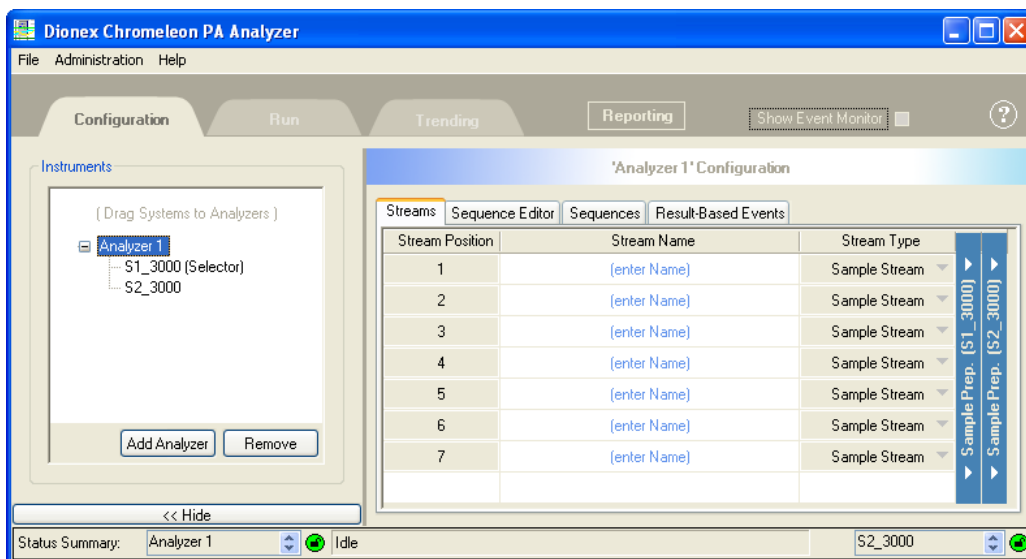 Dionex Chromeleon PA Analyzer
File Administration Help
Configuration Run Trending Reporting Show Event Monitor ?
Instruments
'Analyzer 1' Configuration
( Drag Systems to Analyzers )
Analyzer 1
S1_3000 (Selector)
S2_3000
Add Analyzer Remove
<< Hide
Streams Sequence Editor Sequences Result-Based Events
Stream Position Stream Name Stream Type
1 (enter Name) Sample Stream
2 (enter Name) Sample Stream
3 (enter Name) Sample Stream
4 (enter Name) Sample Stream
5 (enter Name) Sample Stream
6 (enter Name) Sample Stream
7 (enter Name) Sample Stream
Sample Prep. (S1_3000)
Sample Prep. (S2_3000)
Status Summary: Analyzer 1 Idle S2_3000